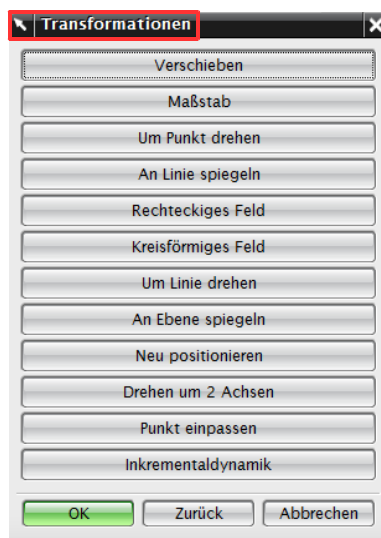 Transformationen
Verschieben
Maßstab
Um Punkt drehen
An Linie spiegeln
Rechteckiges Feld
Kreisförmiges Feld
Um Linie drehen
An Ebene spiegeln
Neu positionieren
Drehen um 2 Achsen
Punkt einpassen
Inkrementaldynamik
OK Zurück Abbrechen